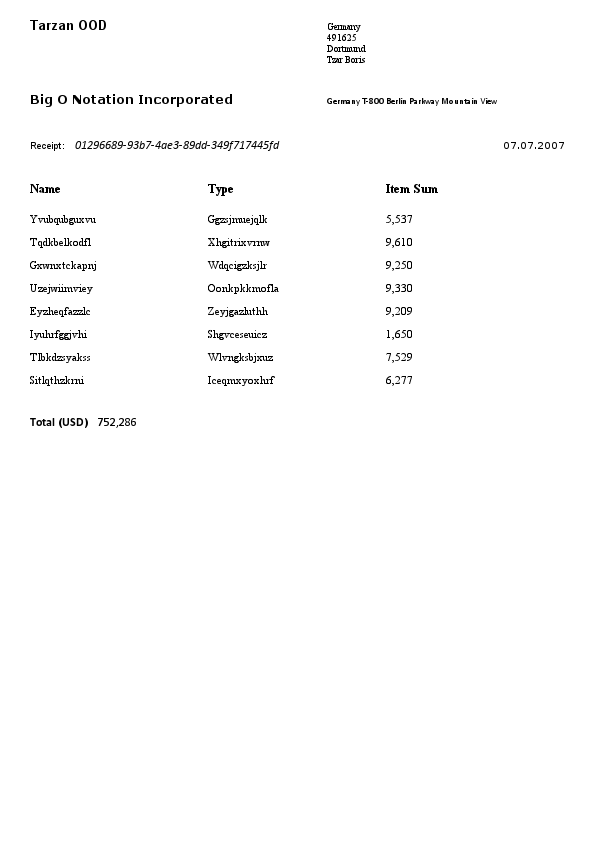 Tarzan OOD
Germany
491625
Dortmund
Tzar Boris
Big O Notation Incorporated
Germany T-800 Berlin Parkway Mountain View
Receipt: 01296689-93b7-4ae3-89dd-349f717445fd 07.07.2007
Name Type Item Sum
Yvubqubguxvu Ggzsjmuejqlk 5,537
Tqdkbelkodfl Xhgitrixvrnw 9,610
Gxwnxtckapnj Wdqcigzksjlr 9,250
Uzejwiimviey Oonkpkkmofla 9,330
Eyzheqfazzlc Zeyjgazluthh 9,209
Iyuhrfggjvhi Shgvceseuicz 1,650
Tlbkdzsyakss Wlvngksbjxuz 7,529
Sitlqthzkrni Iceqmxyoxhrf 6,277
Total (USD) 752,286